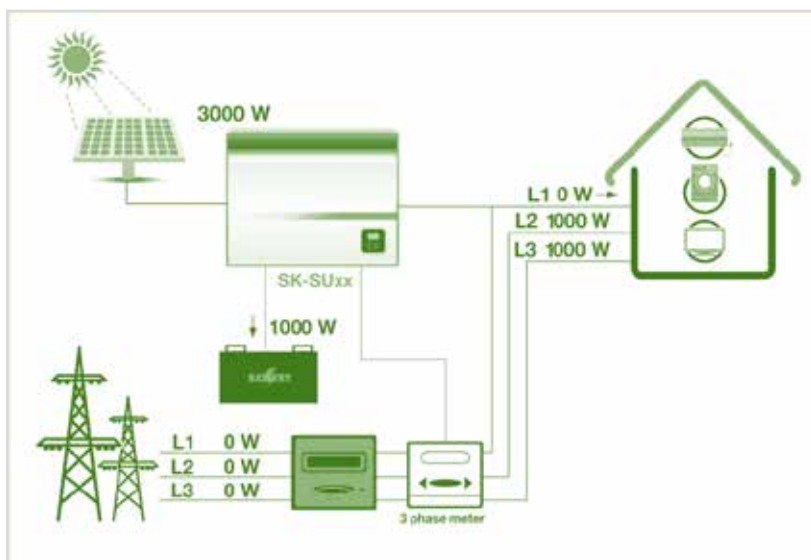 3000 W
L1 0 W
L2 1000 W
L3 1000 W
SK-SUxx
1000 W
L1 0 W
L2 0 W
L3 0 W
3 phase meter